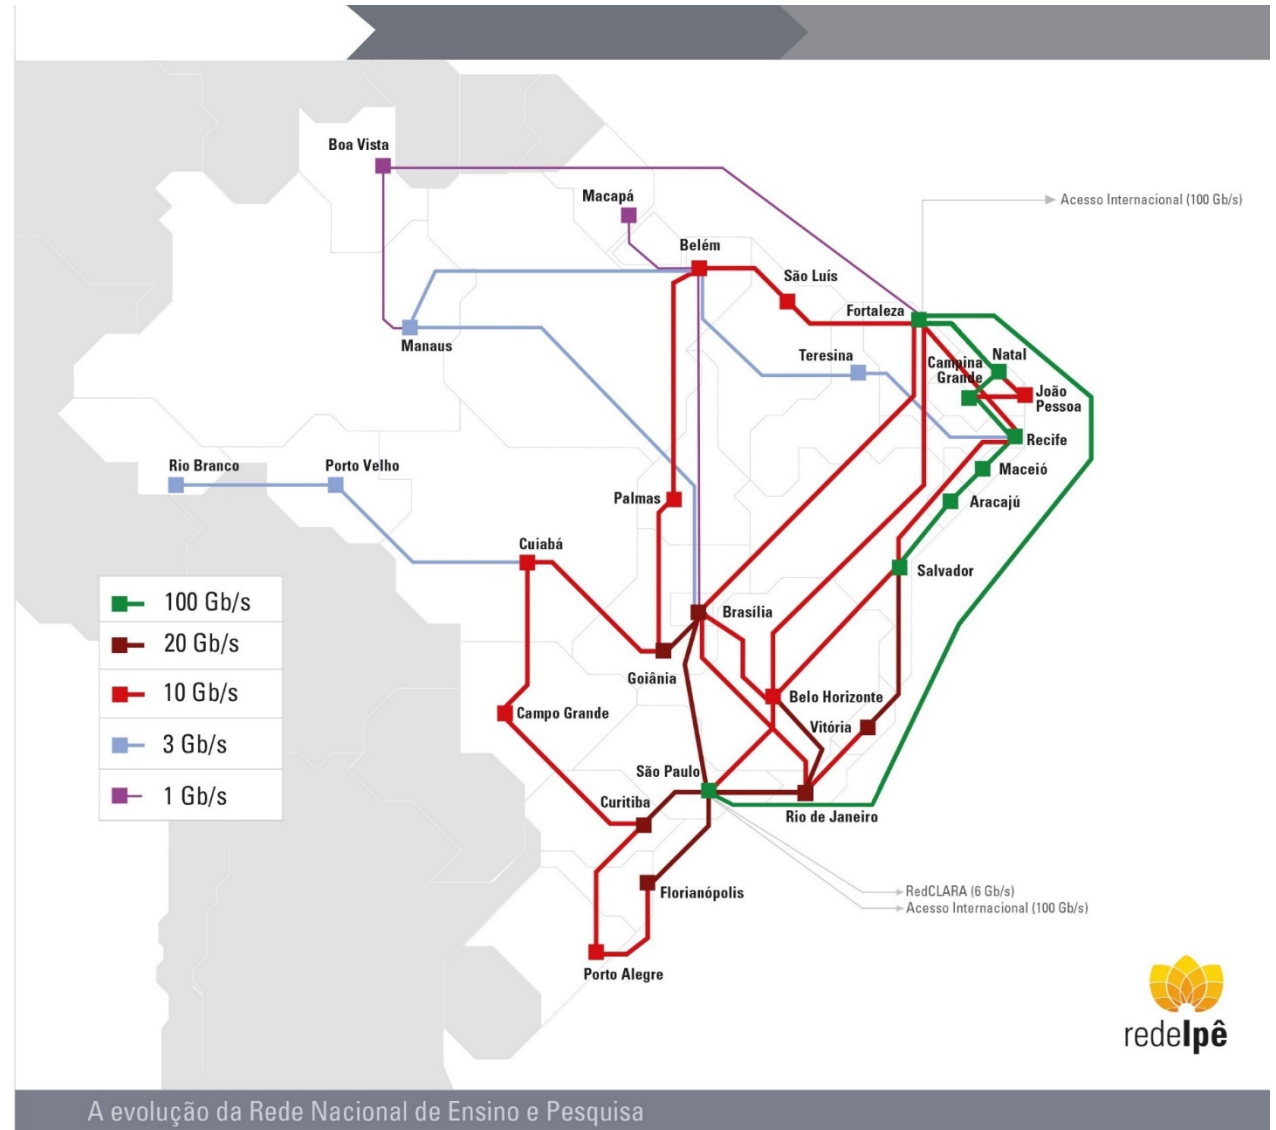 Boa Vista
Macapá
Acesso Internacional (100 Gb/s)
Belém
São Luís
Fortaleza
Manaus
Teresina
Natal
Campina
Grande
João
Pessoa
Recife
Rio Branco
Porto Velho
Maceió
Palmas
Aracajú
Cuiabá
Salvador
100 Gb/s
20 Gb/s
10 Gb/s
3 Gb/s
1 Gb/s
Brasília
Goiânia
Belo Horizonte
Campo Grande
Vitória
São Paulo
Curitiba
Rio de Janeiro
Florianópolis
RedCLARA (6 Gb/s)
Acesso Internacional (100 Gb/s)
Porto Alegre
redeIpê
A evolução da Rede Nacional de Ensino e Pesquisa